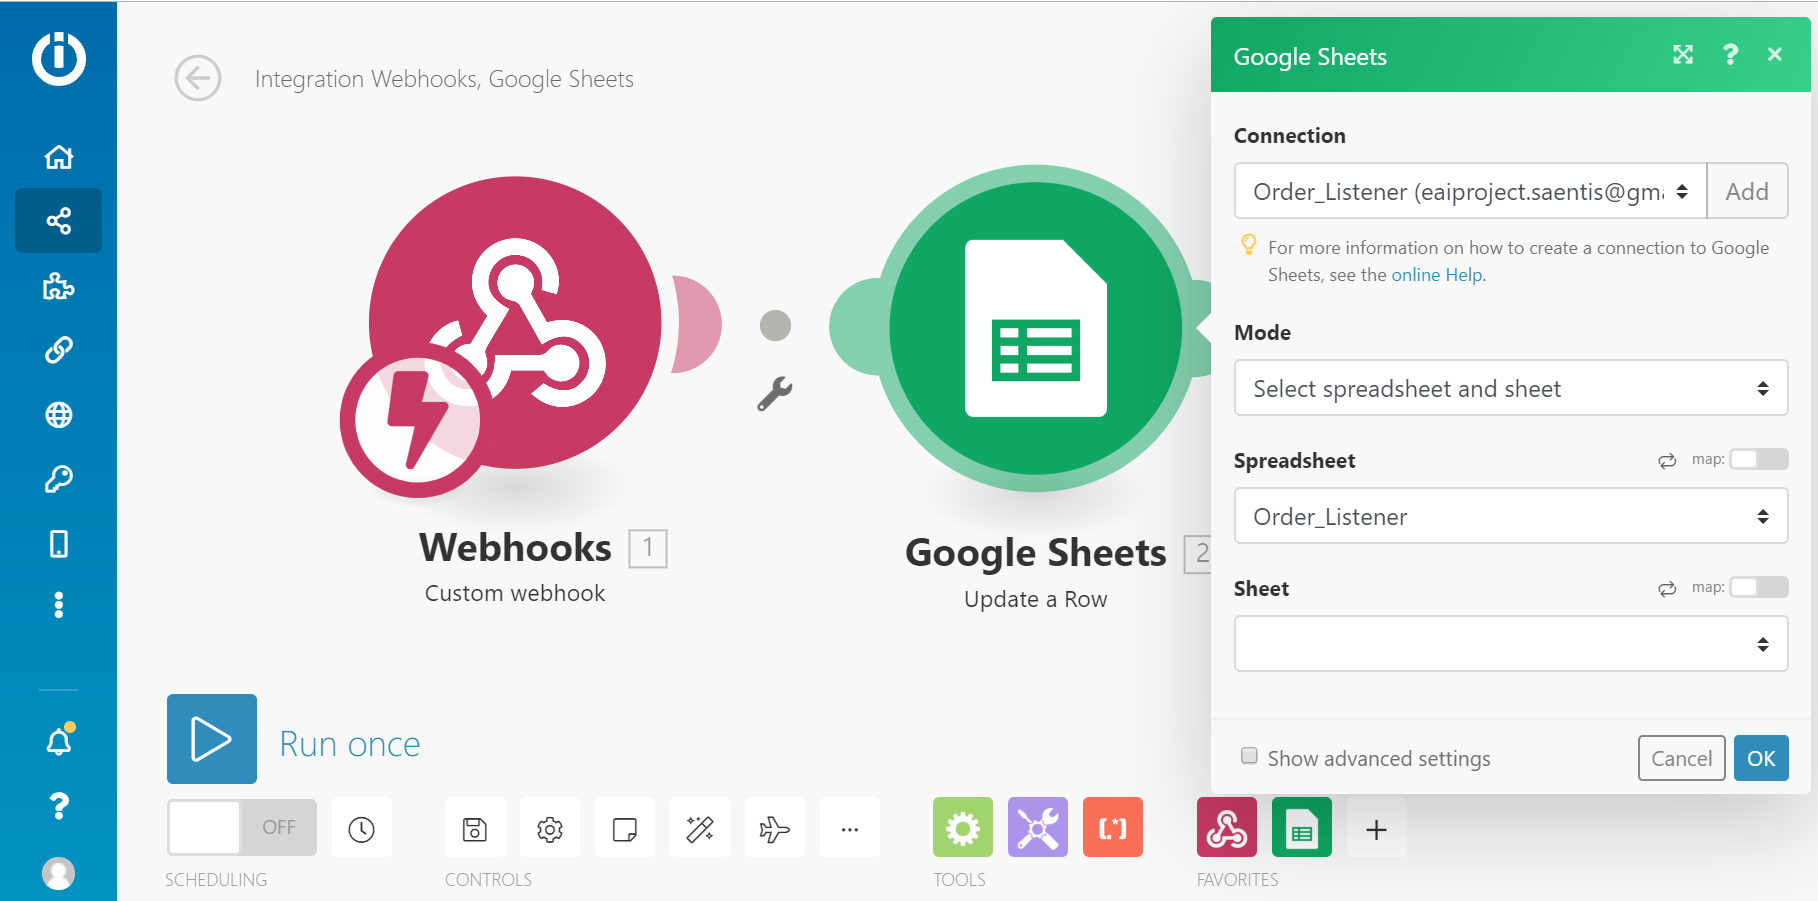 Integration Webhooks, Google Sheets
Webhooks 1
Custom webhook
Google Sheets 2
Update a Row
Run once
OFF
SCHEDULING
CONTROLS
TOOLS
FAVORITES
Google Sheets
Connection
Order_Listener (eaiproject.saentis@gma
Add
For more information on how to create a connection to Google
Sheets, see the online Help.
Mode
Select spreadsheet and sheet
Spreadsheet
map:
Order_Listener
Sheet
map:
Show advanced settings
Cancel
OK